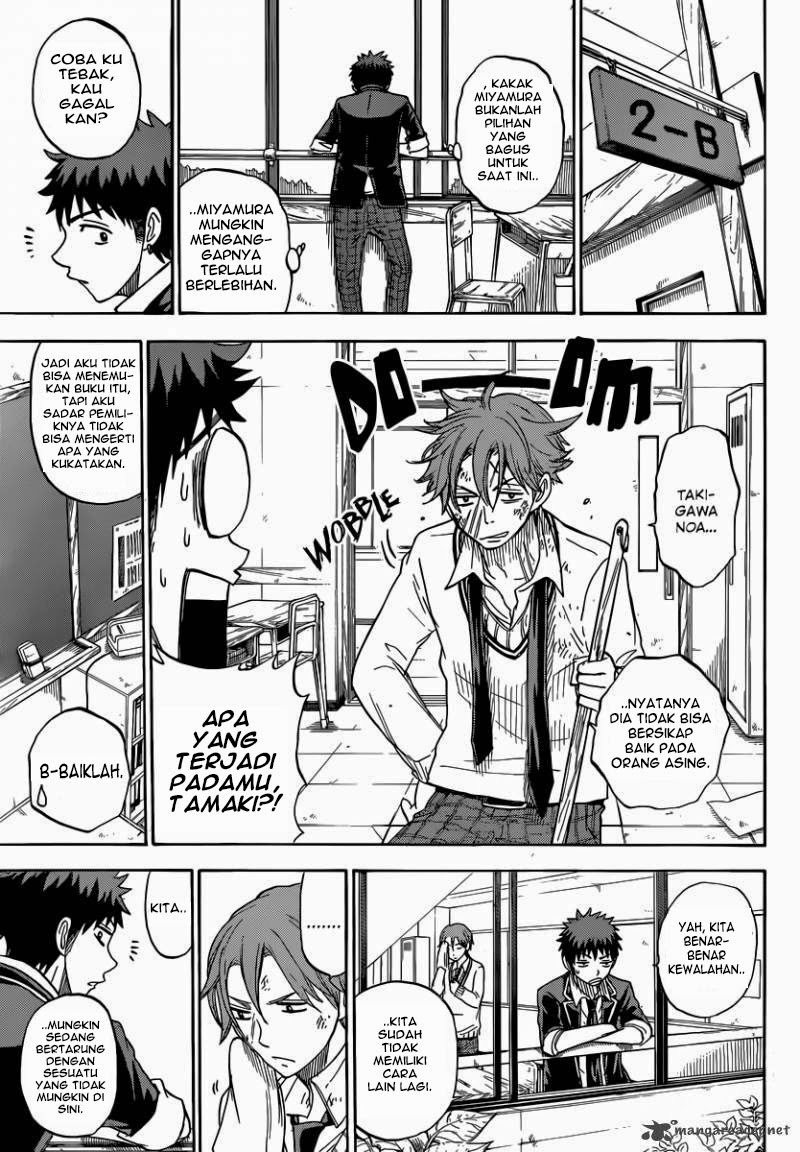 2-B
, KAKAK
MIYAMURA
BUKANLAH
PILIHAN
YANG
BAGUS
UNTUK
SAAT INI..
..MIYAMURA
MUNGKIN
MENGANG-
GAPNYA
TERLALU
BERLEBIHAN.
COBA KU
TEBAK,
KAU
GAGAL
KAN?
DOOM
TAKI-
GAWA
NOA...
WOBBLE
..NYATANYA
DIA TIDAK BISA
BERSIKAP
BAIK PADA
ORANG ASING.
APA
YANG
TERJADI
PADAMU,
TAMAKI?!
JADI AKU TIDAK
BISA MENEMU-
KAN BUKU ITU,
TAPI AKU
SADAR PEMILI-
KNYA TIDAK
BISA MENGERTI
APA YANG
KUKATAKAN.
B-BAIKLAH.
YAH, KITA
BENAR-
BENAR
KEWALAHAN..
..KITA
SUDAH
TIDAK
MEMILIKI
CARA
LAIN LAGI.
........
KITA..
..MUNGKIN
SEDANG
BERTARUNG
DENGAN
SESUATU
YANG TIDAK
MUNGKIN DI
SINI.
mangareader.net